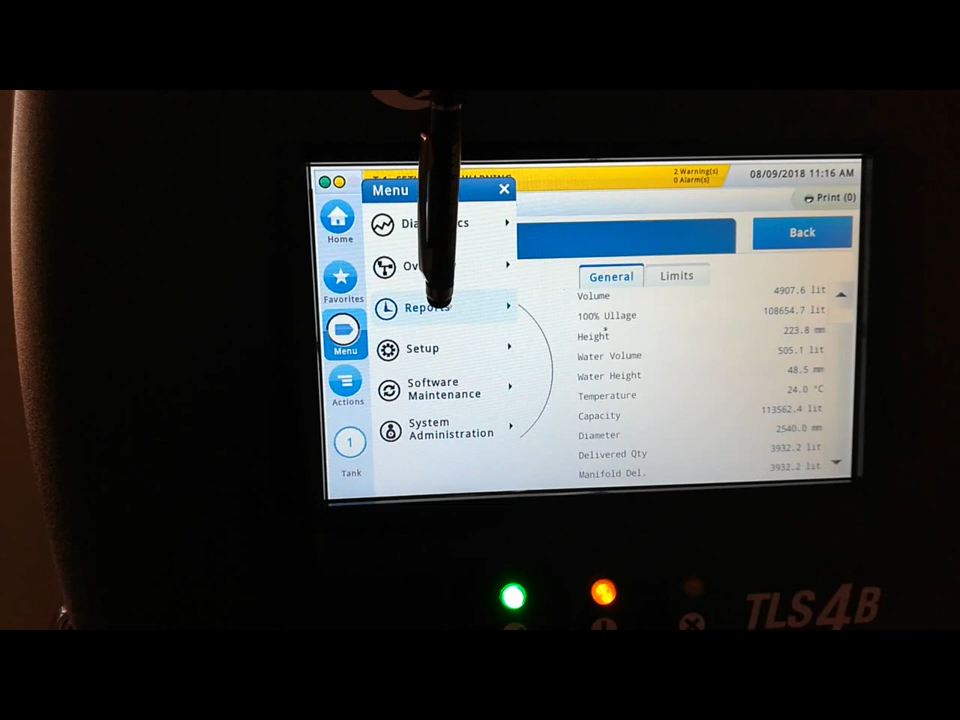 2 Warning(s)
0 Alarm(s)
08/09/2018 11:16 AM
Menu
Print (0)
Home
Back
Favorites
General
Limits
Reports
Menu
Setup
Actions
Software
Maintenance
System
Administration
1
Tank
Volume 4907.6 lit
100% Ullage 108654.7 lit
Height 223.8 mm
Water Volume 505.1 lit
Water Height 48.5 mm
Temperature 24.0 °C
Capacity 113562.4 lit
Diameter 2540.0 mm
Delivered Qty 3932.2 lit
Manifold Del. 3932.2 lit
TLS4B